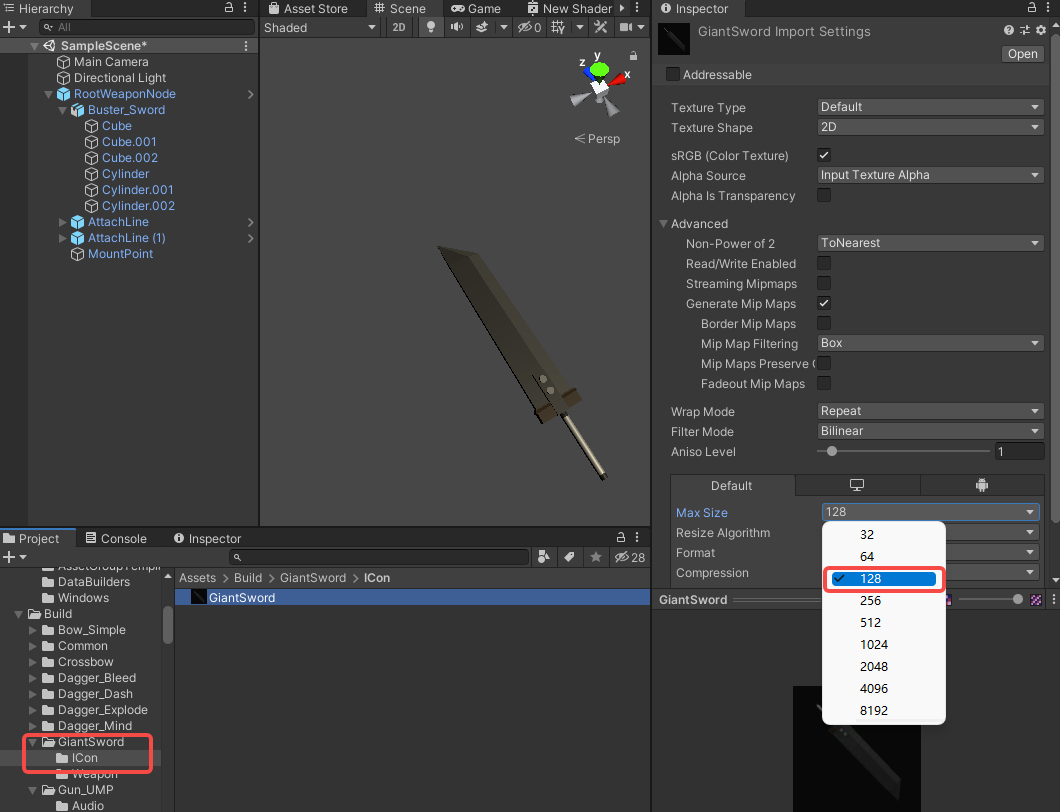 Hierarchy
All
SampleScene*
Main Camera
Directional Light
RootWeaponNode
Buster_Sword
Cube
Cube.001
Cube.002
Cylinder
Cylinder.001
Cylinder.002
AttachLine
AttachLine (1)
MountPoint
Asset Store
Scene
Game
New Shader
Shaded
2D
0
y
z
x
Persp
Inspector
GiantSword Import Settings
Open
Addressable
Texture Type Default
Texture Shape 2D
sRGB (Color Texture)
Alpha Source Input Texture Alpha
Alpha Is Transparency
Advanced
Non-Power of 2 ToNearest
Read/Write Enabled
Streaming Mipmaps
Generate Mip Maps
Border Mip Maps
Mip Map Filtering Box
Mip Maps Preserve
Fadeout Mip Maps
Wrap Mode Repeat
Filter Mode Bilinear
Aniso Level 1
Default
Max Size 128
Resize Algorithm
Format
Compression
32
64
128
256
512
1024
2048
4096
8192
GiantSword
Project
Console
Inspector
28
DataBuilders
Windows
Build
Bow_Simple
Common
Crossbow
Dagger_Bleed
Dagger_Dash
Dagger_Explode
Dagger_Mind
GiantSword
ICon
Weapon
Gun_UMP
Audio
Assets > Build > GiantSword > ICon
GiantSword